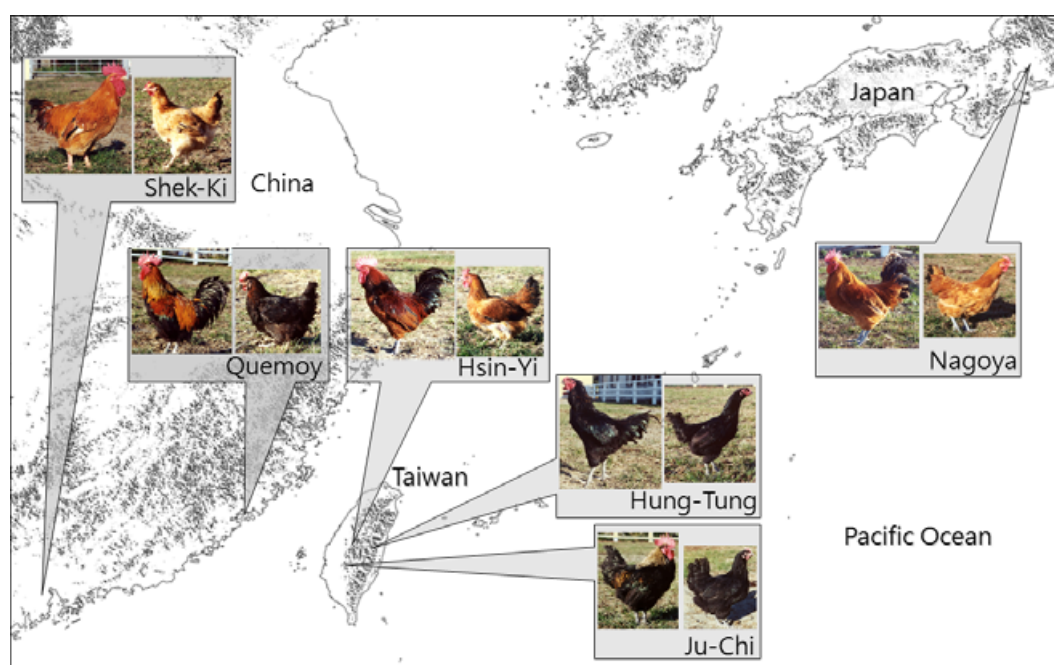 Japan
Shek-Ki
China
Quemoy
Hsin-Yi
Nagoya
Taiwan
Hung-Tung
Pacific Ocean
Ju-Chi